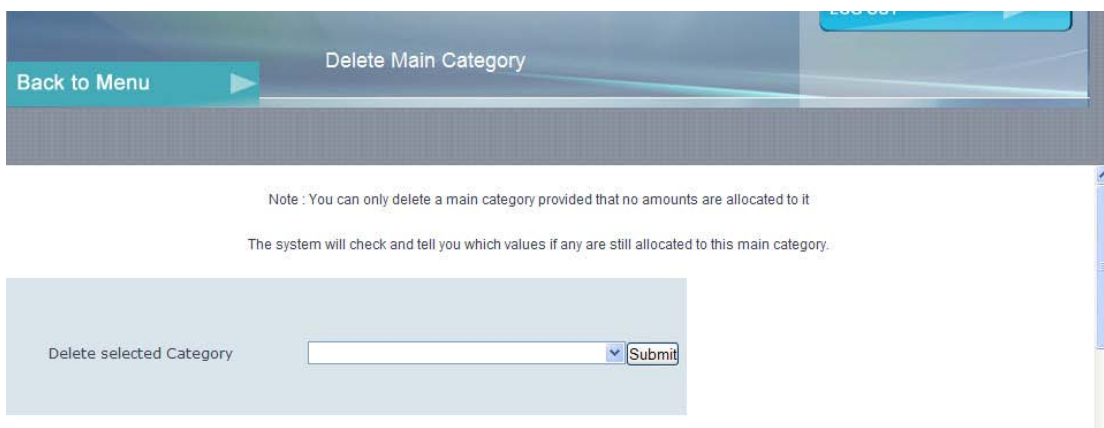 Delete Main Category
Back to Menu
Note : You can only delete a main category provided that no amounts are allocated to it
The system will check and tell you which values if any are still allocated to this main category.
Delete selected Category
Submit